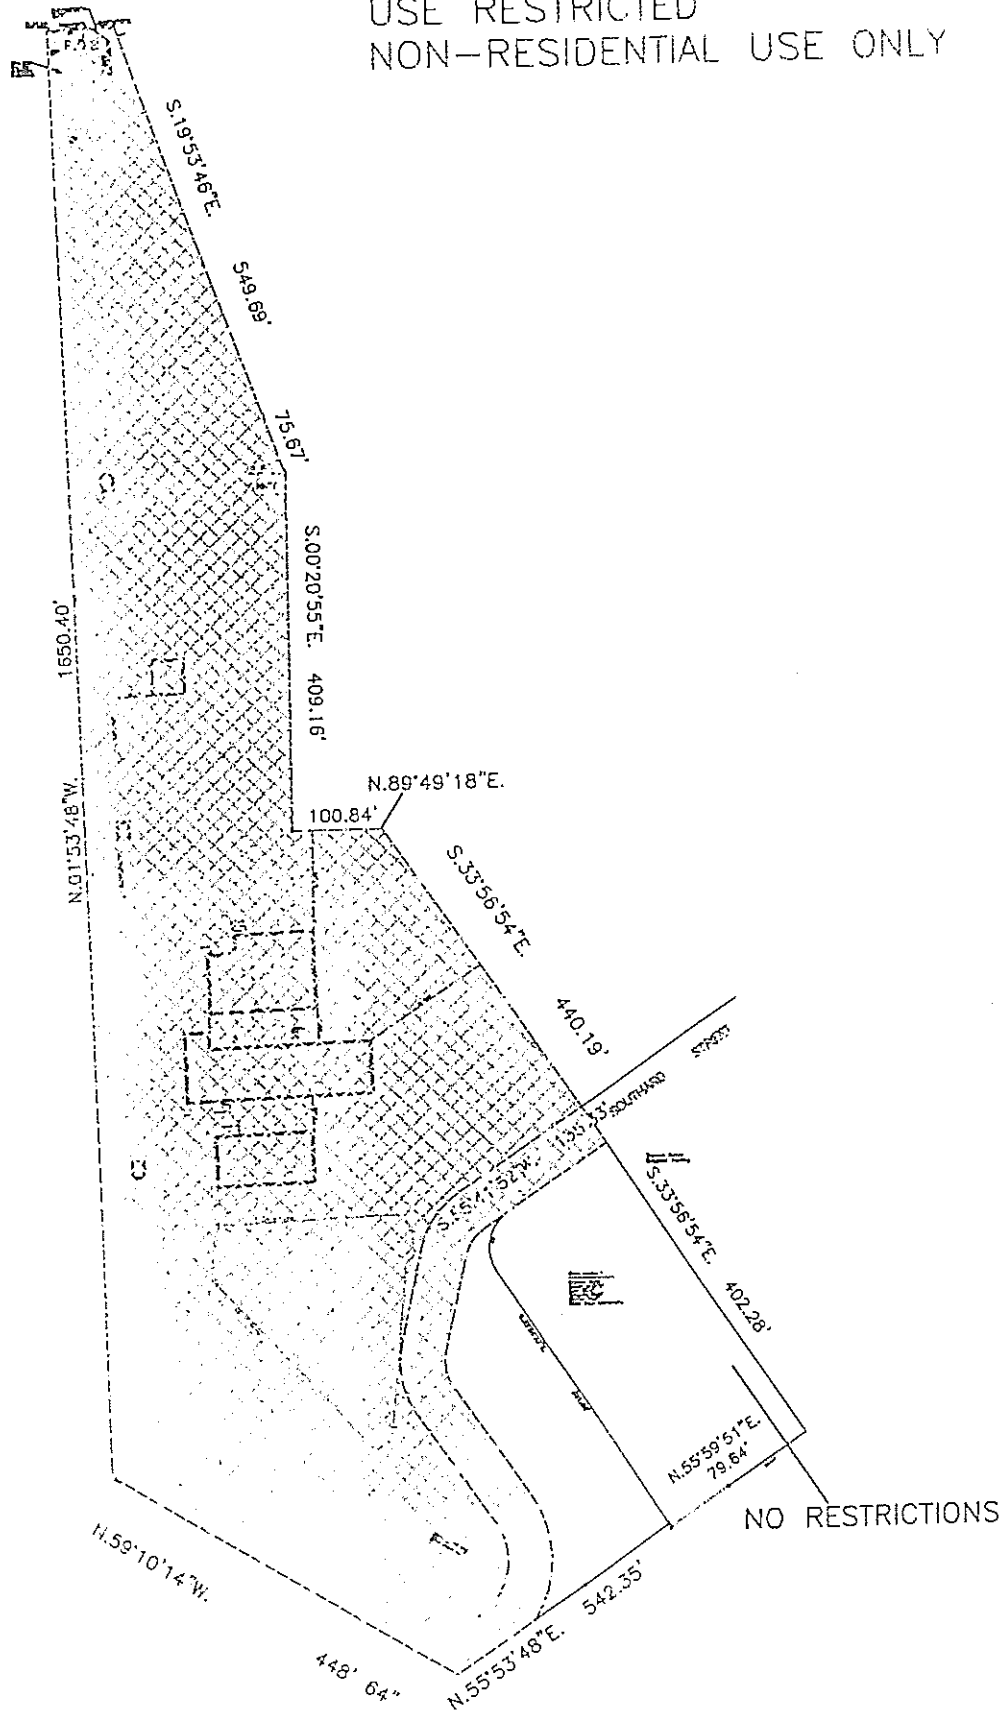 USE RESTRICTED
NON-RESIDENTIAL USE ONLY
S.19°53'46"E.
549.69'
75.67'
S.00°20'55"E. 409.16'
1650.40'
N.01°53'48"W.
N.89°49'18"E.
100.84'
S.33°56'54"E.
440.19'
STREET
SOUTHARD
S.33°56'54"E. 402.28'
N.55°59'51"E.
79.64'
NO RESTRICTIONS
N.59°10'14"W.
448' 64"
N.55°53'48"E. 542.35'